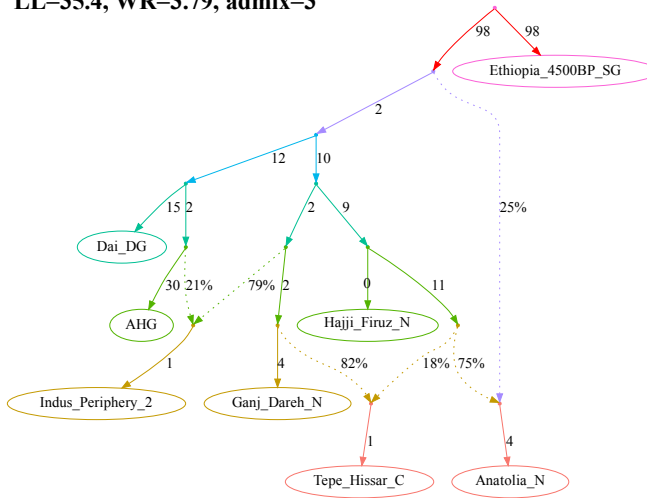 LL=35.4, WR=3.79, admix=3
98
98
Ethiopia_4500BP_SG
2
12
10
25%
15
2
2
9
Dai_DG
30
21%
79%
2
0
11
AHG
Hajji_Firuz_N
1
4
82%
18%
75%
Indus_Periphery_2
Ganj_Dareh_N
1
4
Tepe_Hissar_C
Anatolia_N